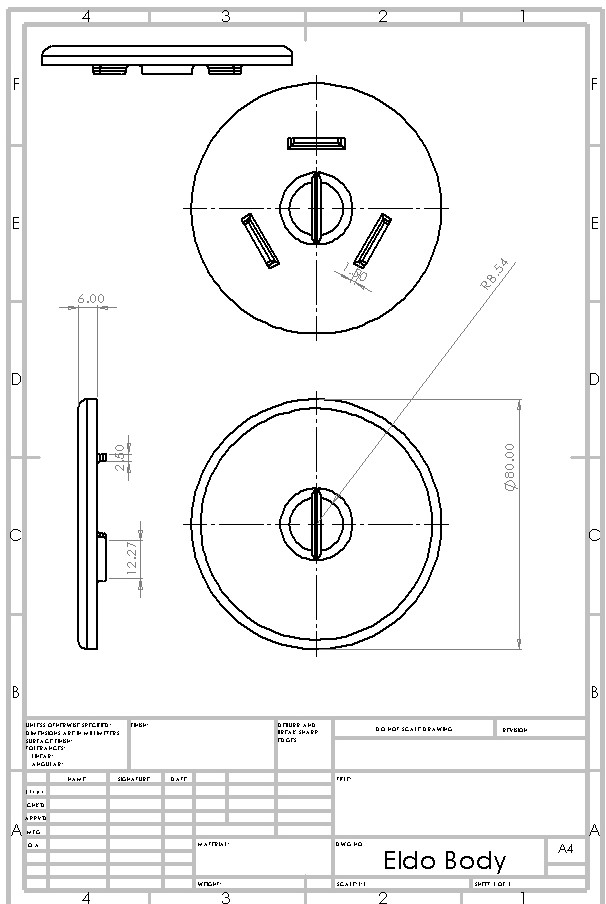 4 3 2 1
F F
E E
1.50
R8.54
6.00
D D
2.50
Ø80.00
C C
12.27
B B
UNLESS OTHERWISE SPECIFIED:
DIMENSIONS ARE IN MILLIMETERS
SURFACE FINISH:
TOLERANCES:
LINEAR:
ANGULAR:
FINISH:
DEBURR AND
BREAK SHARP
EDGES
DO NOT SCALE DRAWING
REVISION
NAME SIGNATURE DATE
TITLE:
CHK'D
APPV'D
MFG
Q.A
A A
MATERIAL:
DWG NO.
Eldo Body
A4
WEIGHT:
SCALE:1:1
SHEET 1 OF 1
4 3 2 1